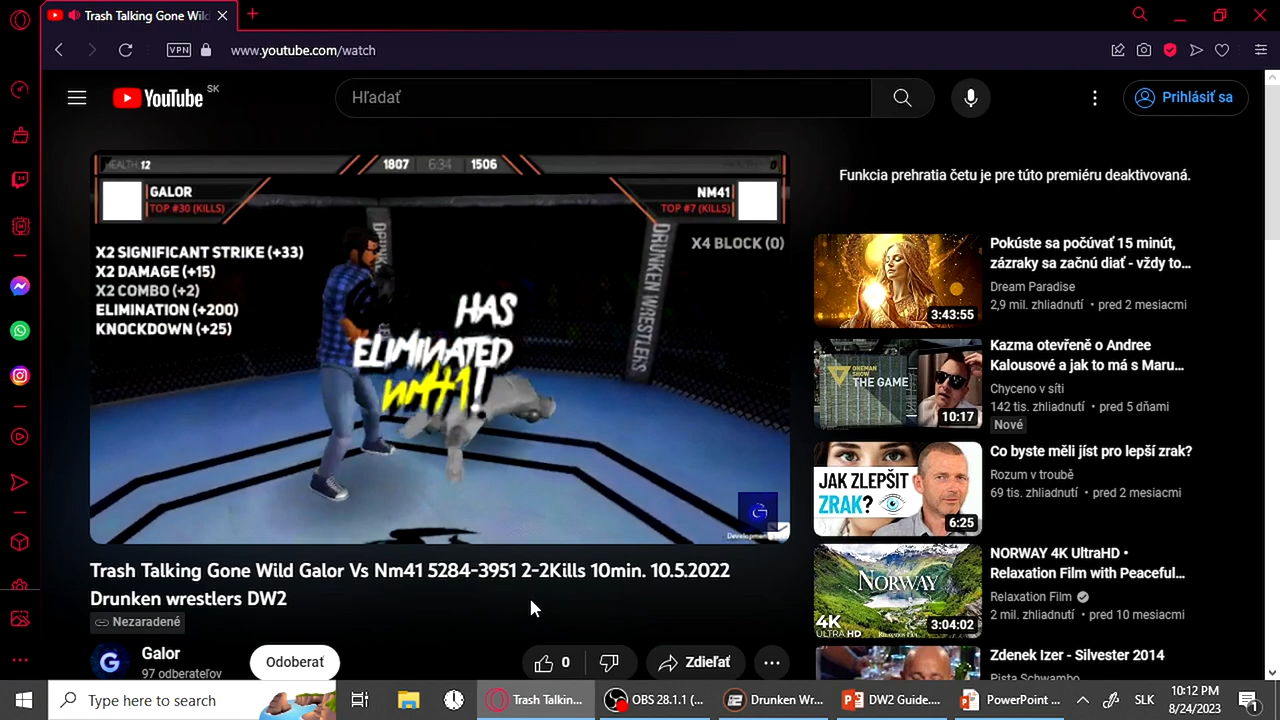 Trash Talking Gone Wil
VPN
www.youtube.com/watch
YouTube SK
Hľadať
Prihlásiť sa
HEALTH: 12
1807 6:34 1506
GALOR
TOP #30 (KILLS)
NM41
TOP #7 (KILLS)
X2 SIGNIFICANT STRIKE (+33)
X2 DAMAGE (+15)
X2 COMBO (+2)
ELIMINATION (+200)
KNOCKDOWN (+25)
X4 BLOCK (0)
DRUNKEN WRESTLERS
HAS
ELIMINATED
NM41!
G
Funkcia prehratia četu je pre túto premiéru deaktivovaná.
3:43:55
Pokúste sa počúvať 15 minút,
zázraky sa začnú diať - vždy to...
Dream Paradise
2,9 mil. zhliadnutí • pred 2 mesiacmi
ONEMAN SHOW
THE GAME
10:17
Kazma otevřeně o Andree
Kalousové a jak to má s Maru...
Chyceno v síti
142 tis. zhliadnutí • pred 5 dňami
Nové
JAK ZLEPŠIT
ZRAK?
6:25
Co byste měli jíst pro lepší zrak?
Rozum v troubě
69 tis. zhliadnutí • pred 2 mesiacmi
NORWAY
4K
ULTRA HD
3:04:02
NORWAY 4K UltraHD •
Relaxation Film with Peaceful...
Relaxation Film
2 mil. zhliadnutí • pred 10 mesiacmi
Zdenek Izer - Silvester 2014
Pista Schwambo
Trash Talking Gone Wild Galor Vs Nm41 5284-3951 2-2Kills 10min. 10.5.2022
Drunken wrestlers DW2
Nezaradené
G
Galor
97 odberateľov
Odoberať
0
Zdieľať
Type here to search
Trash Talkin...
OBS 28.1.1 (...
Drunken Wr...
DW2 Guide....
PowerPoint ...
SLK
10:12 PM
8/24/2023
1